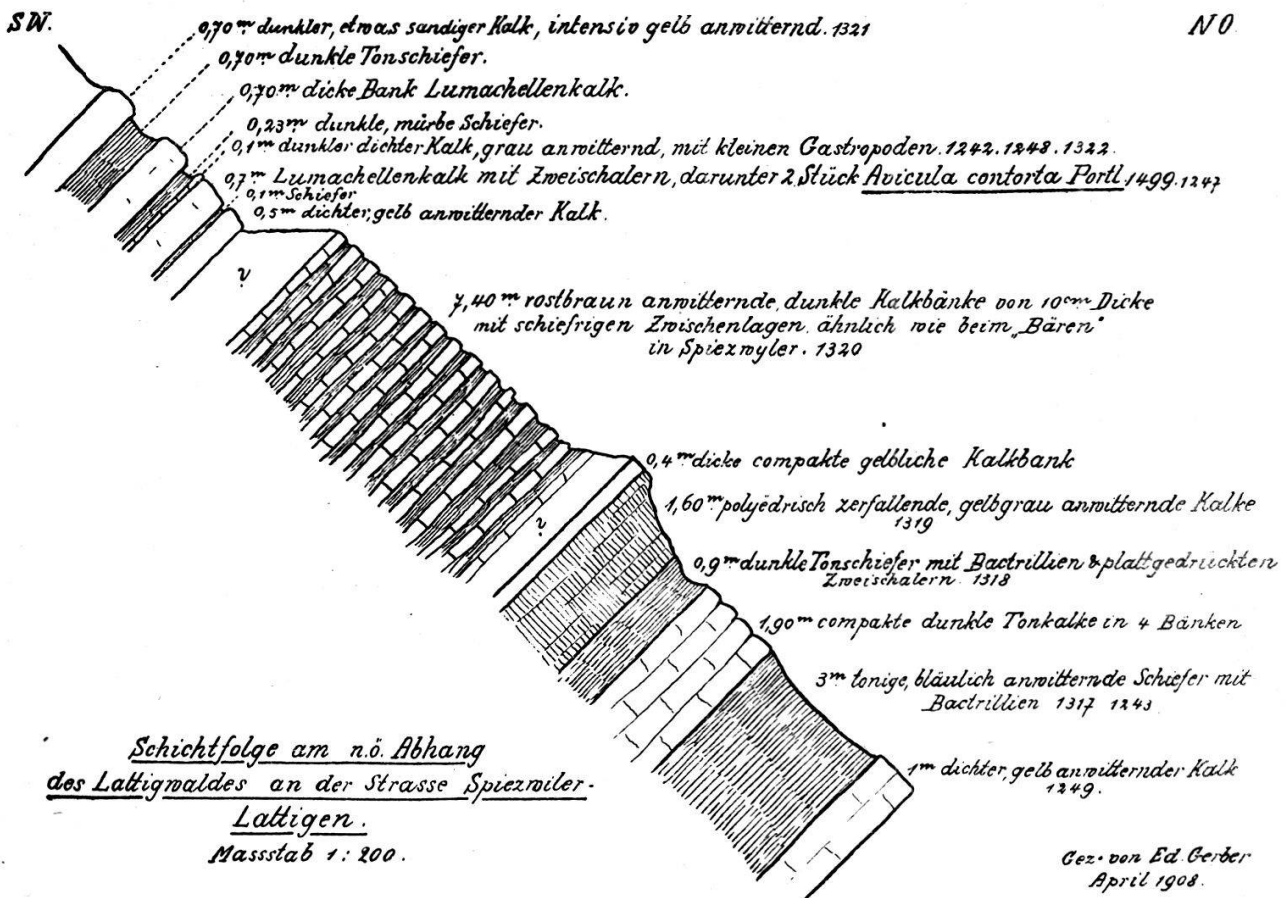 SW.
NO
0,70m dunkler, etwas sandiger Kalk, intensiv gelb anwitternd. 1321
0,70m dunkle Tonschiefer.
0,70m dicke Bank Lumachellenkalk.
0,23m dunkle, mürbe Schiefer.
0,1m dunkler dichter Kalk, grau anwitternd, mit kleinen Gastropoden. 1242. 1248. 1322.
0,7m Lumachellenkalk mit Zweischalern, darunter 2 Stück Avicula contorta Portl. 1499. 1247
0,1m Schiefer
0,5m dichter, gelb anwitternder Kalk.
?
7,40m rostbraun anwitternde, dunkle Kalkbänke von 10cm Dicke
mit schiefrigen Zwischenlagen, ähnlich wie beim „Bären"
in Spiezwyler. 1320
0,4m dicke compakte gelbliche Kalkbank
1,60m polyëdrisch zerfallende, gelbgrau anwitternde Kalke
1319
?
0,9m dunkle Tonschiefer mit Bactrillien & plattgedrückten
Zweischalern 1318
1,90m compakte dunkle Tonkalke in 4 Bänken
3m tonige, bläulich anwitternde Schiefer mit
Bactrillien 1317 1243
1m dichter, gelb anwitternder Kalk
1249.
Schichtfolge am n.ö. Abhang
des Lattigwaldes an der Strasse Spiezwiler-
Lattigen.
Massstab 1:200.
Gez. von Ed. Gerber
April 1908.